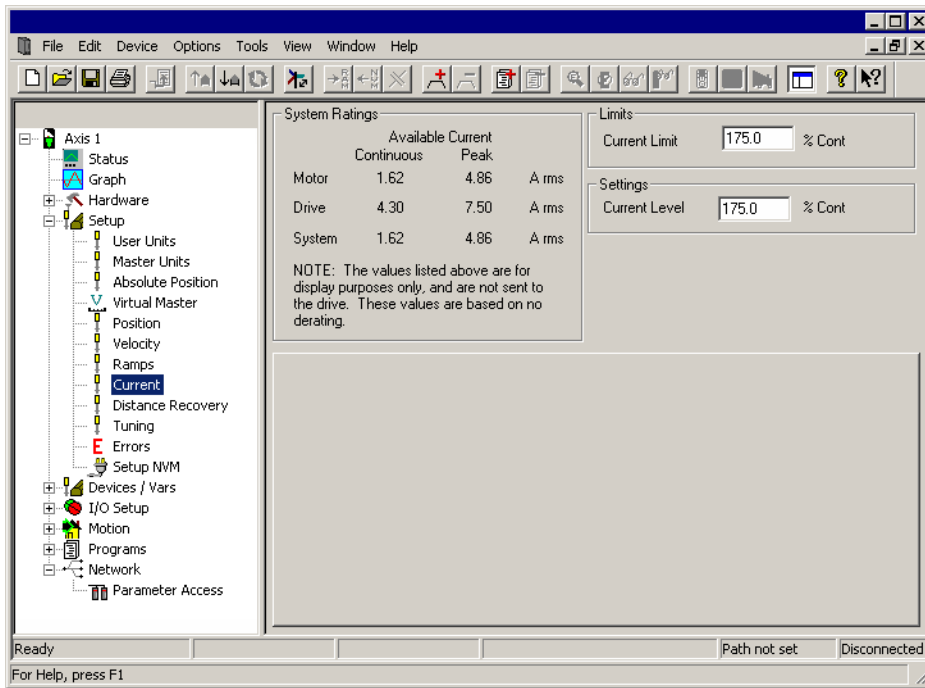 File Edit Device Options Tools View Window Help
Axis 1
Status
Graph
Hardware
Setup
User Units
Master Units
Absolute Position
Virtual Master
Position
Velocity
Ramps
Current
Distance Recovery
Tuning
E Errors
Setup NVM
Devices / Vars
I/O Setup
Motion
Programs
Network
Parameter Access
System Ratings
Available Current
Continuous Peak
Motor 1.62 4.86 A rms
Drive 4.30 7.50 A rms
System 1.62 4.86 A rms
NOTE: The values listed above are for
display purposes only, and are not sent to
the drive. These values are based on no
derating.
Limits
Current Limit 175.0 % Cont
Settings
Current Level 175.0 % Cont
Ready Path not set Disconnected
For Help, press F1